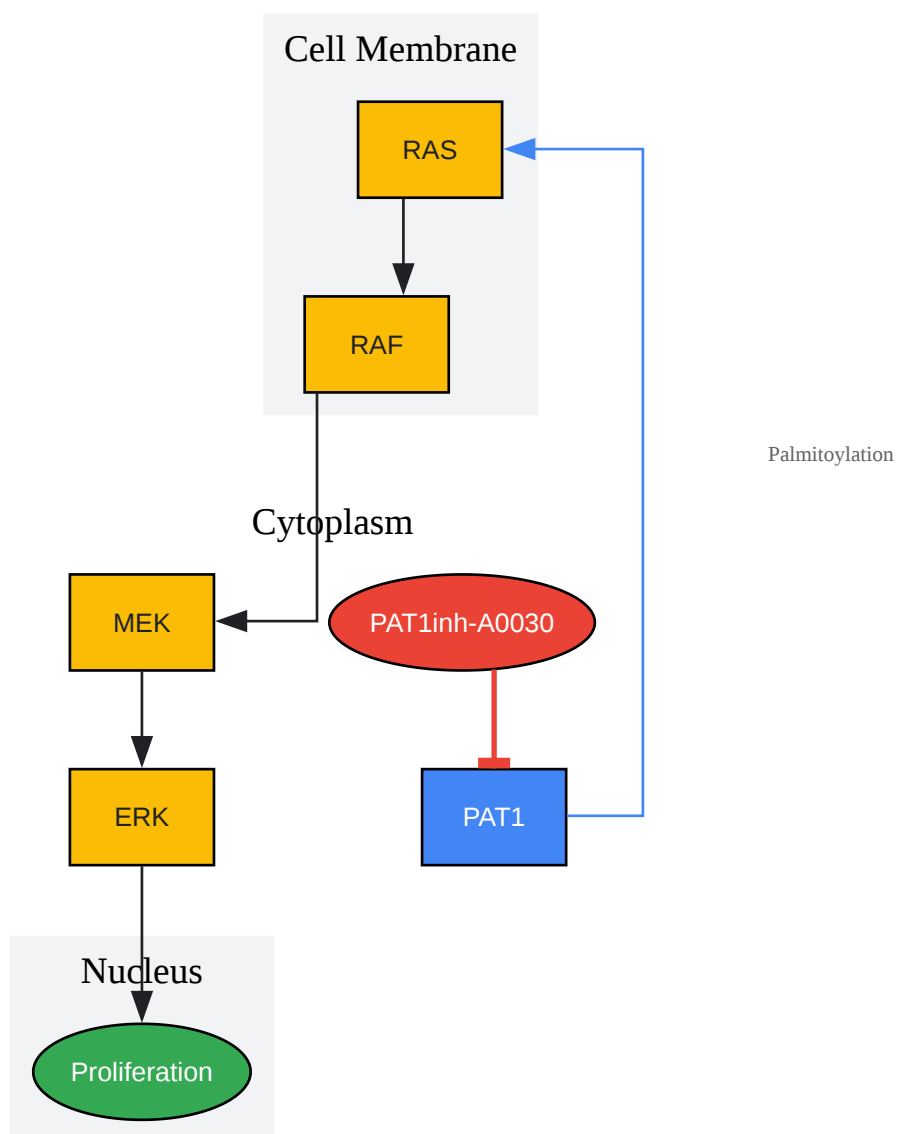 Cell Membrane
RAS
RAF
Palmitoylation
Cytoplasm
MEK
PAT1inh-A0030
ERK
PAT1
Nucleus
Proliferation